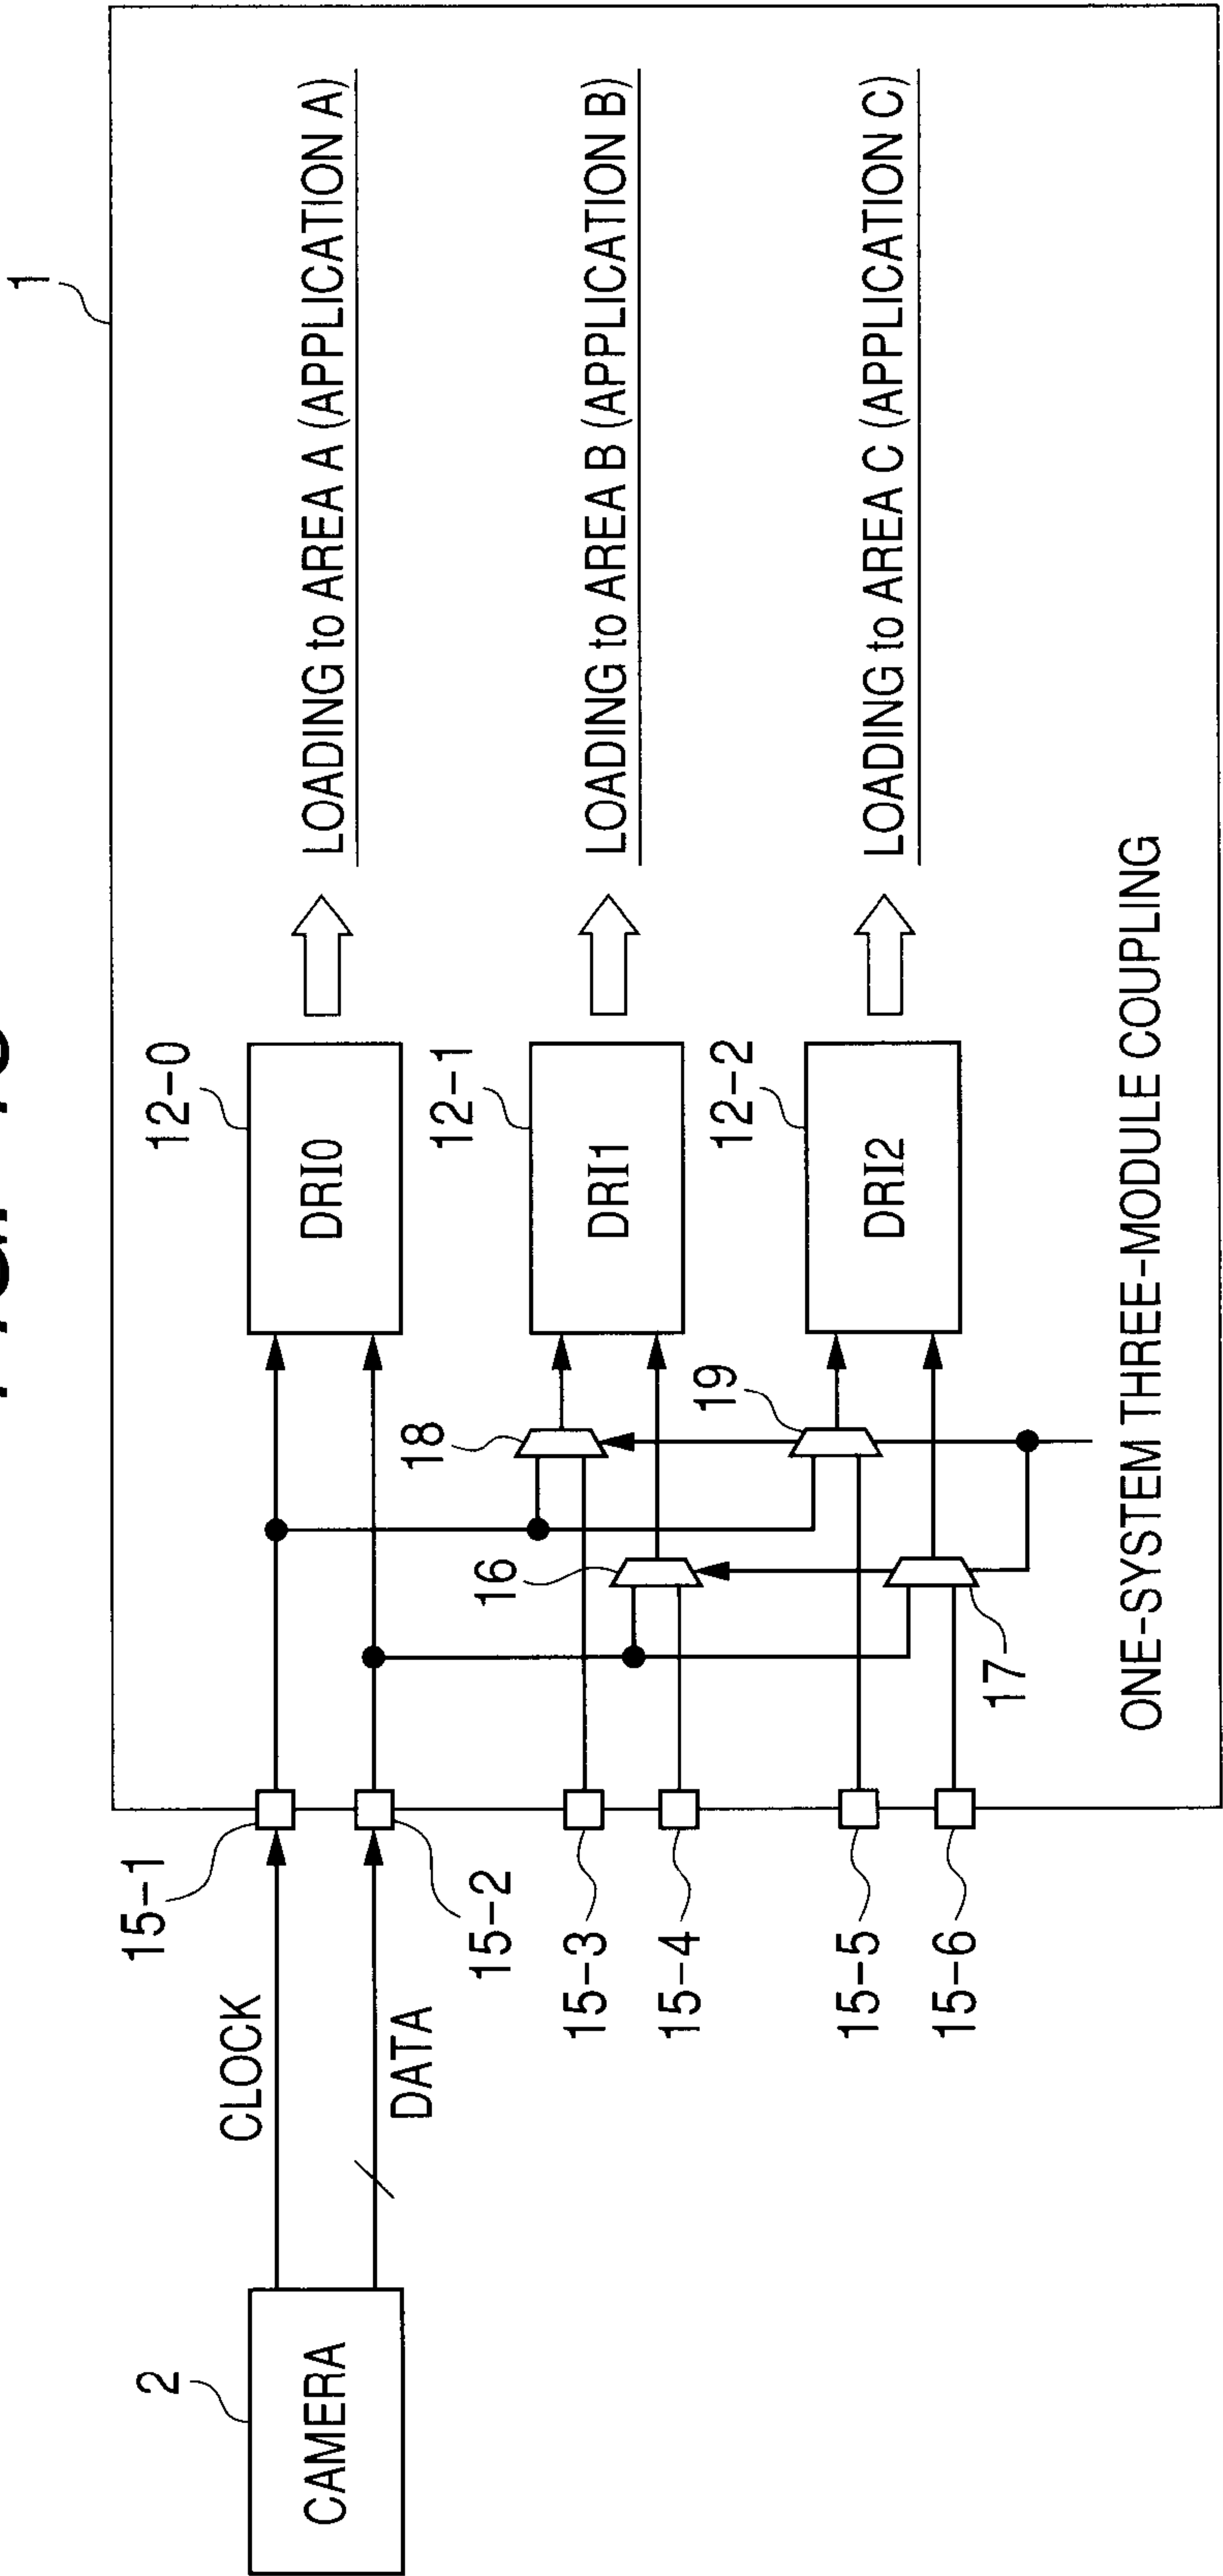 1
2
CAMERA
CLOCK
DATA
15-1
15-2
15-3
15-4
15-5
15-6
16
17
18
19
12-0
DRI0
12-1
DRI1
12-2
DRI2
LOADING to AREA A (APPLICATION A)
LOADING to AREA B (APPLICATION B)
LOADING to AREA C (APPLICATION C)
ONE-SYSTEM THREE-MODULE COUPLING